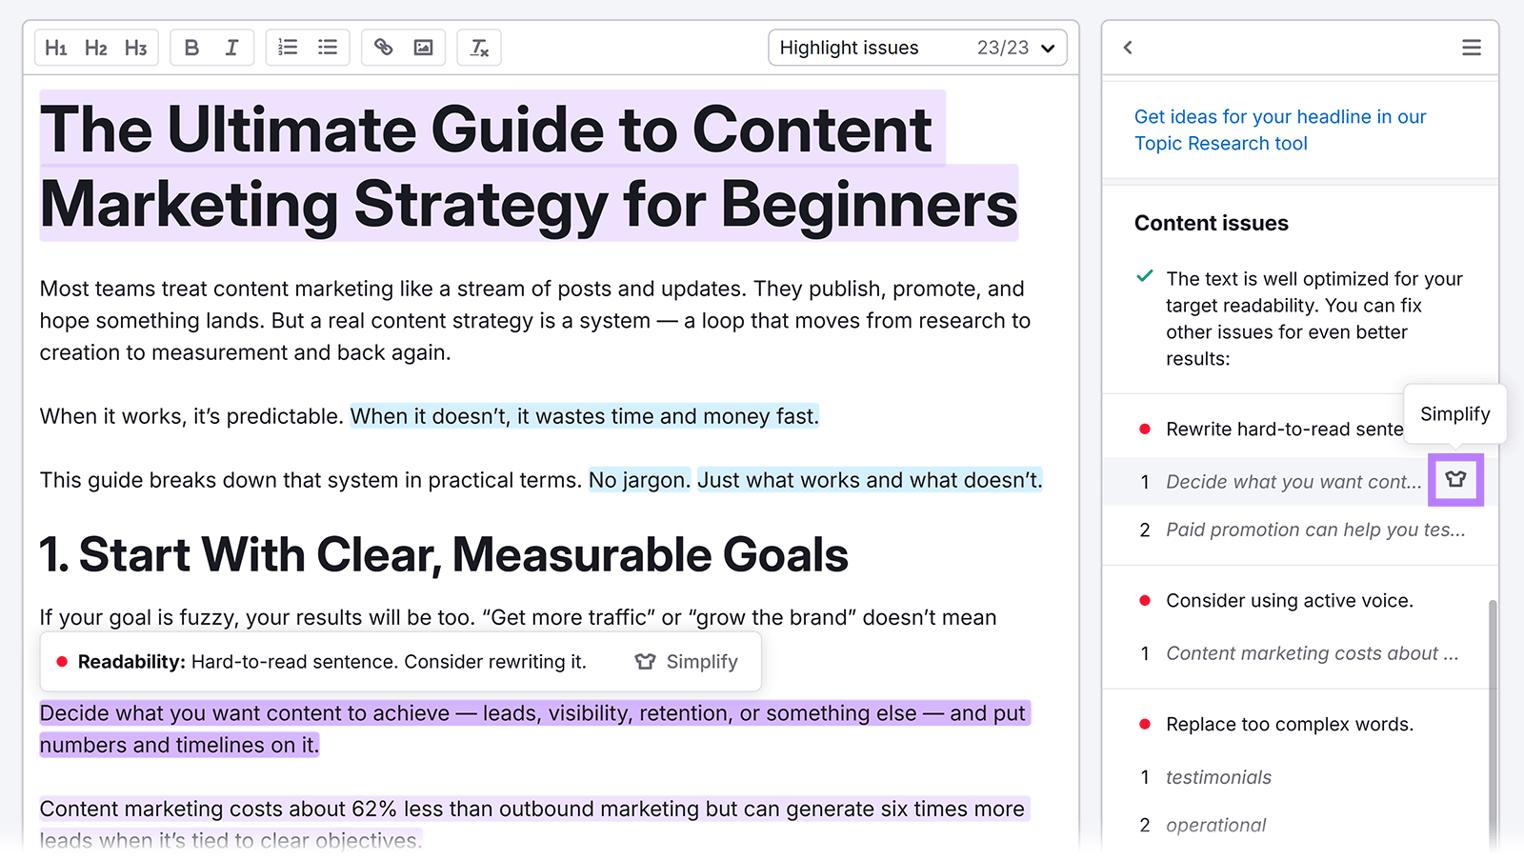 H1 H2 H3 B I Highlight issues 23/23
The Ultimate Guide to Content
Marketing Strategy for Beginners
Most teams treat content marketing like a stream of posts and updates. They publish, promote, and
hope something lands. But a real content strategy is a system — a loop that moves from research to
creation to measurement and back again.
When it works, it’s predictable. When it doesn’t, it wastes time and money fast.
This guide breaks down that system in practical terms. No jargon. Just what works and what doesn’t.
1. Start With Clear, Measurable Goals
If your goal is fuzzy, your results will be too. “Get more traffic” or “grow the brand” doesn’t mean
Readability: Hard-to-read sentence. Consider rewriting it. Simplify
Decide what you want content to achieve — leads, visibility, retention, or something else — and put
numbers and timelines on it.
Content marketing costs about 62% less than outbound marketing but can generate six times more
leads when it’s tied to clear objectives.
Get ideas for your headline in our
Topic Research tool
Content issues
The text is well optimized for your
target readability. You can fix
other issues for even better
results:
Simplify
Rewrite hard-to-read sente
1 Decide what you want cont...
2 Paid promotion can help you tes...
Consider using active voice.
1 Content marketing costs about ...
Replace too complex words.
1 testimonials
2 operational